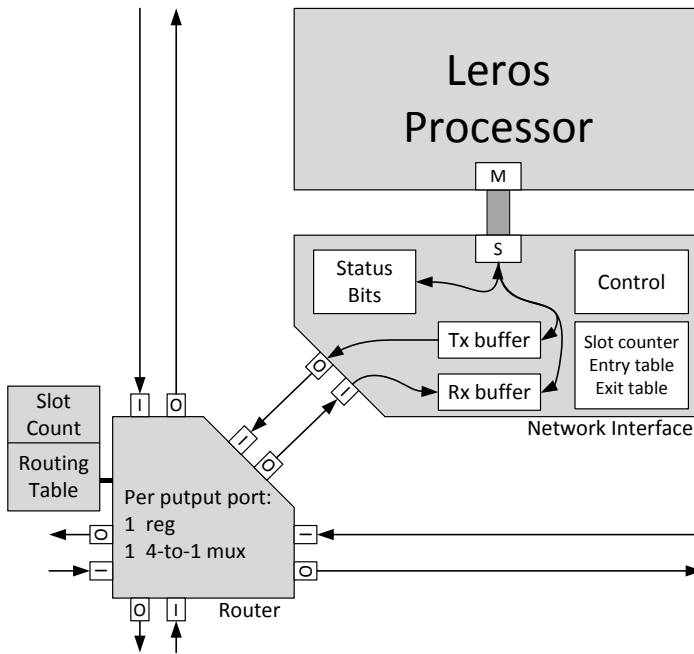 Leros
Processor
M
S
Status
Bits
Control
Tx buffer
Slot counter
Entry table
Exit table
Rx buffer
O
I
Network Interface
I
O
Slot
Count
Routing
Table
I
O
Per putput port:
1 reg
1 4-to-1 mux
O
I
I
O
O
I
Router